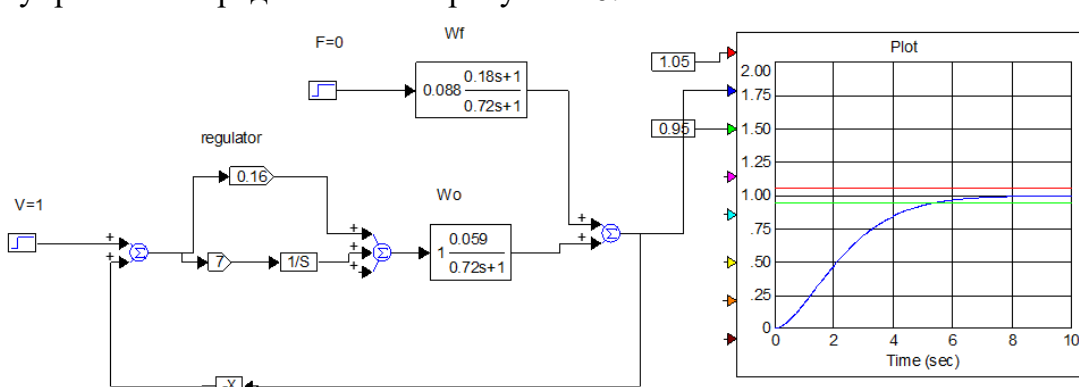 F=0
Wf
0.088
0.18s+1
0.72s+1
regulator
0.16
V=1
+
+
7
1/S
+
+
+
Wo
1
0.059
0.72s+1
+
+
-X
1.05
0.95
Plot
2.00
1.75
1.50
1.25
1.00
.75
.50
.25
0
0 2 4 6 8 10
Time (sec)